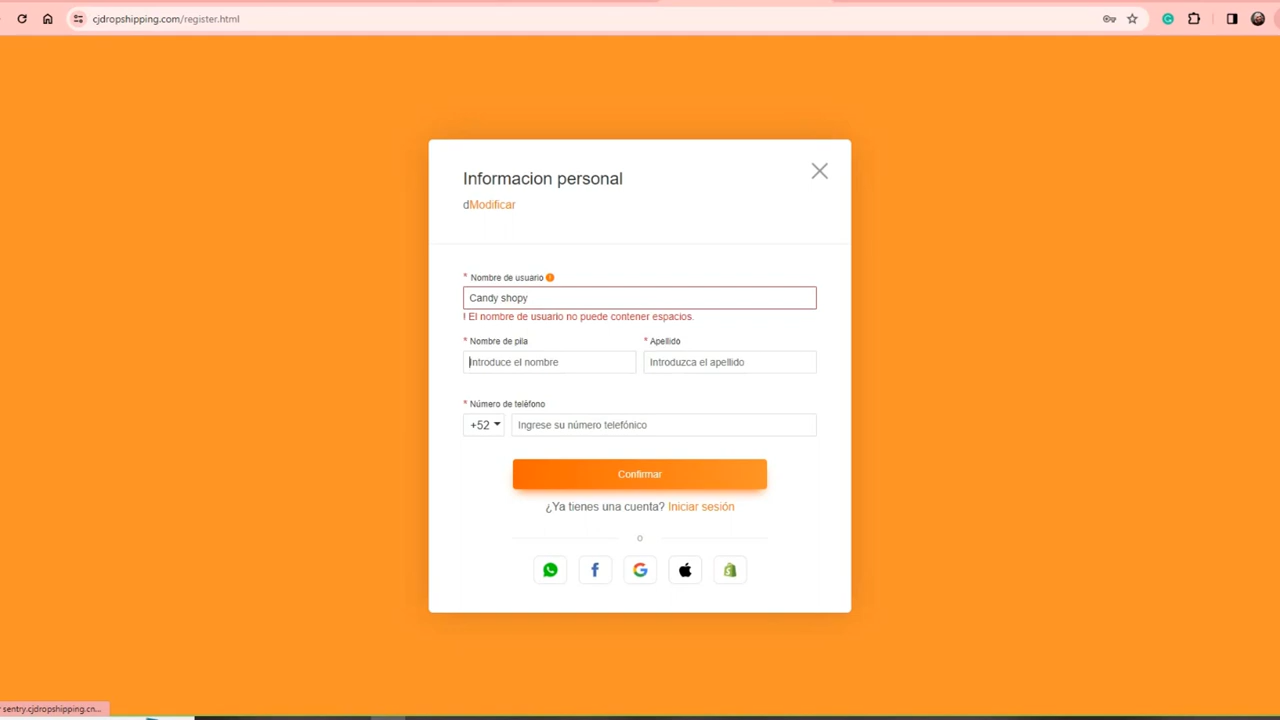 cjdropshipping.com/register.html
Informacion personal
dModificar
* Nombre de usuario
Candy shopy
! El nombre de usuario no puede contener espacios.
* Nombre de pila
* Apellido
Introduce el nombre
Introduzca el apellido
* Número de teléfono
+52
Ingrese su número telefónico
Confirmar
¿Ya tienes una cuenta? Iniciar sesión
o
sentry.cjdropshipping.cn...